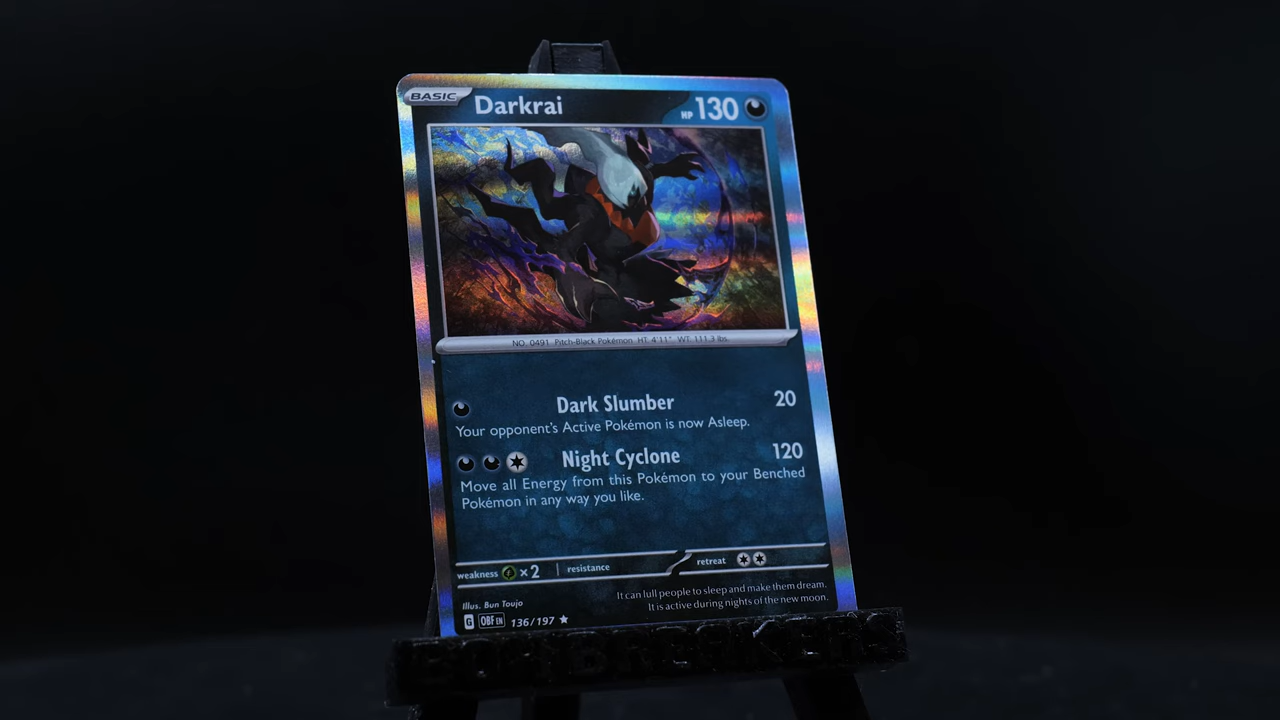 BASIC Darkrai HP 130
NO. 0491 Pitch-Black Pokémon HT. 4'11" WT. 111.3 lbs.
Dark Slumber 20
Your opponent's Active Pokémon is now Asleep.
Night Cyclone 120
Move all Energy from this Pokémon to your Benched
Pokémon in any way you like.
weakness ×2 resistance retreat
It can lull people to sleep and make them dream.
It is active during nights of the new moon.
Illus. Bun Toujo
G OBF EN 136/197